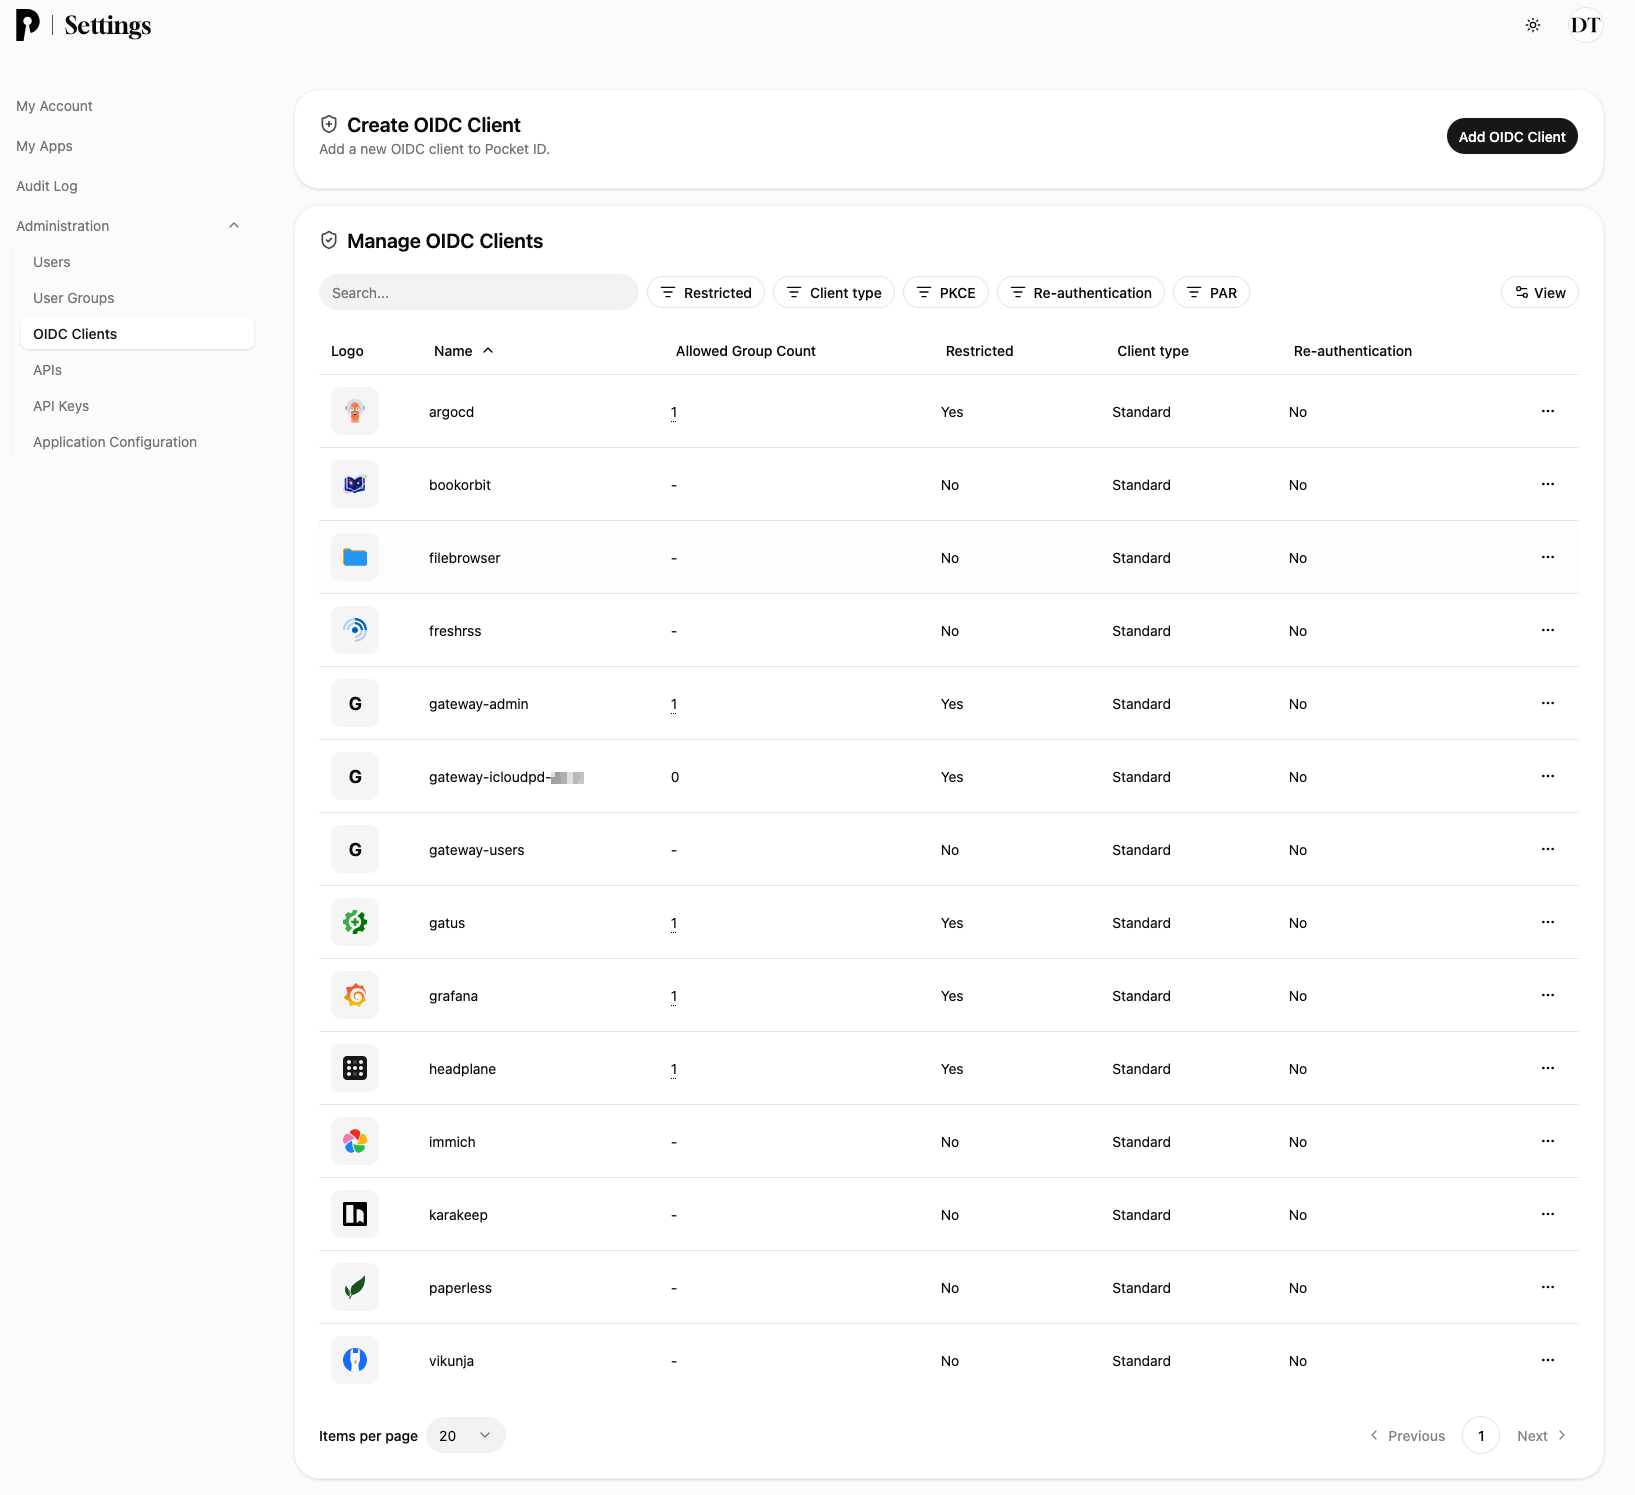 Settings
DT
My Account
My Apps
Audit Log
Administration
Users
User Groups
OIDC Clients
APIs
API Keys
Application Configuration
Create OIDC Client
Add a new OIDC client to Pocket ID.
Add OIDC Client
Manage OIDC Clients
Search... Restricted Client type PKCE Re-authentication PAR View
Logo Name Allowed Group Count Restricted Client type Re-authentication
argocd 1 Yes Standard No
bookorbit - No Standard No
filebrowser - No Standard No
freshrss - No Standard No
G gateway-admin 1 Yes Standard No
G gateway-icloudpd- 0 Yes Standard No
G gateway-users - No Standard No
gatus 1 Yes Standard No
grafana 1 Yes Standard No
headplane 1 Yes Standard No
immich - No Standard No
karakeep - No Standard No
paperless - No Standard No
vikunja - No Standard No
Items per page 20 Previous 1 Next